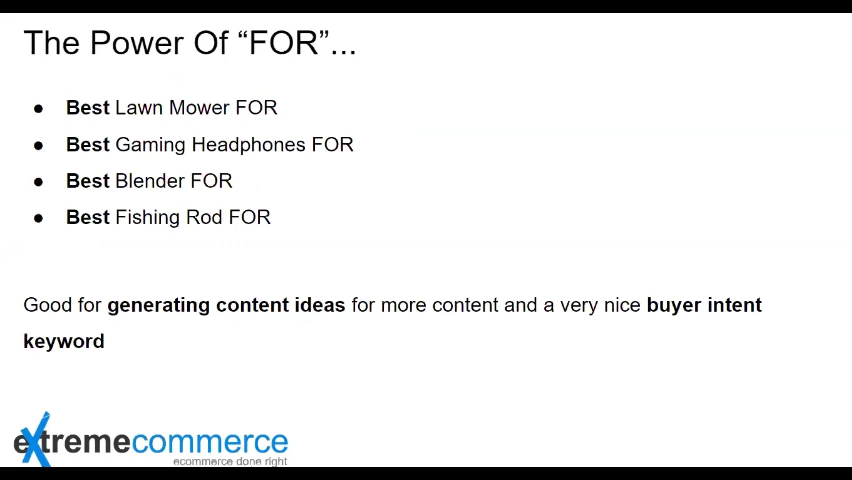 The Power Of “FOR”...
● Best Lawn Mower FOR
● Best Gaming Headphones FOR
● Best Blender FOR
● Best Fishing Rod FOR
Good for generating content ideas for more content and a very nice buyer intent
keyword
extremecommerce
ecommerce done right